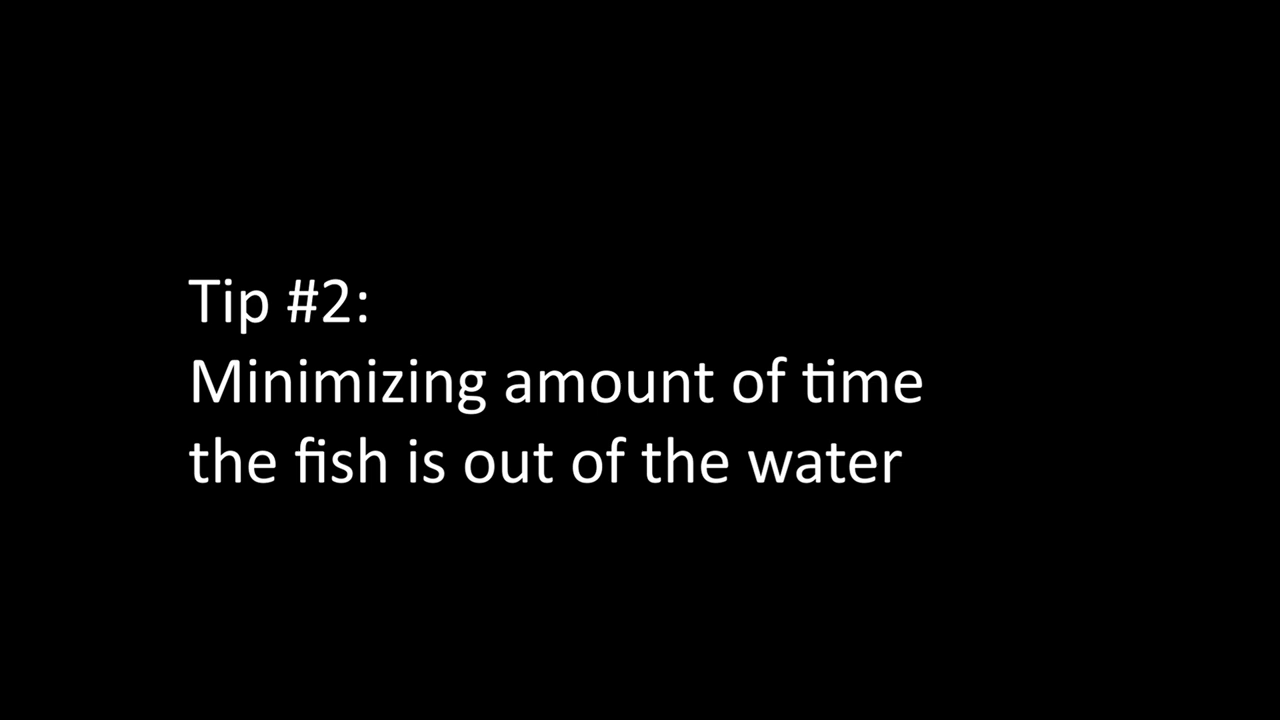 Tip #2:
Minimizing amount of time
the fish is out of the water